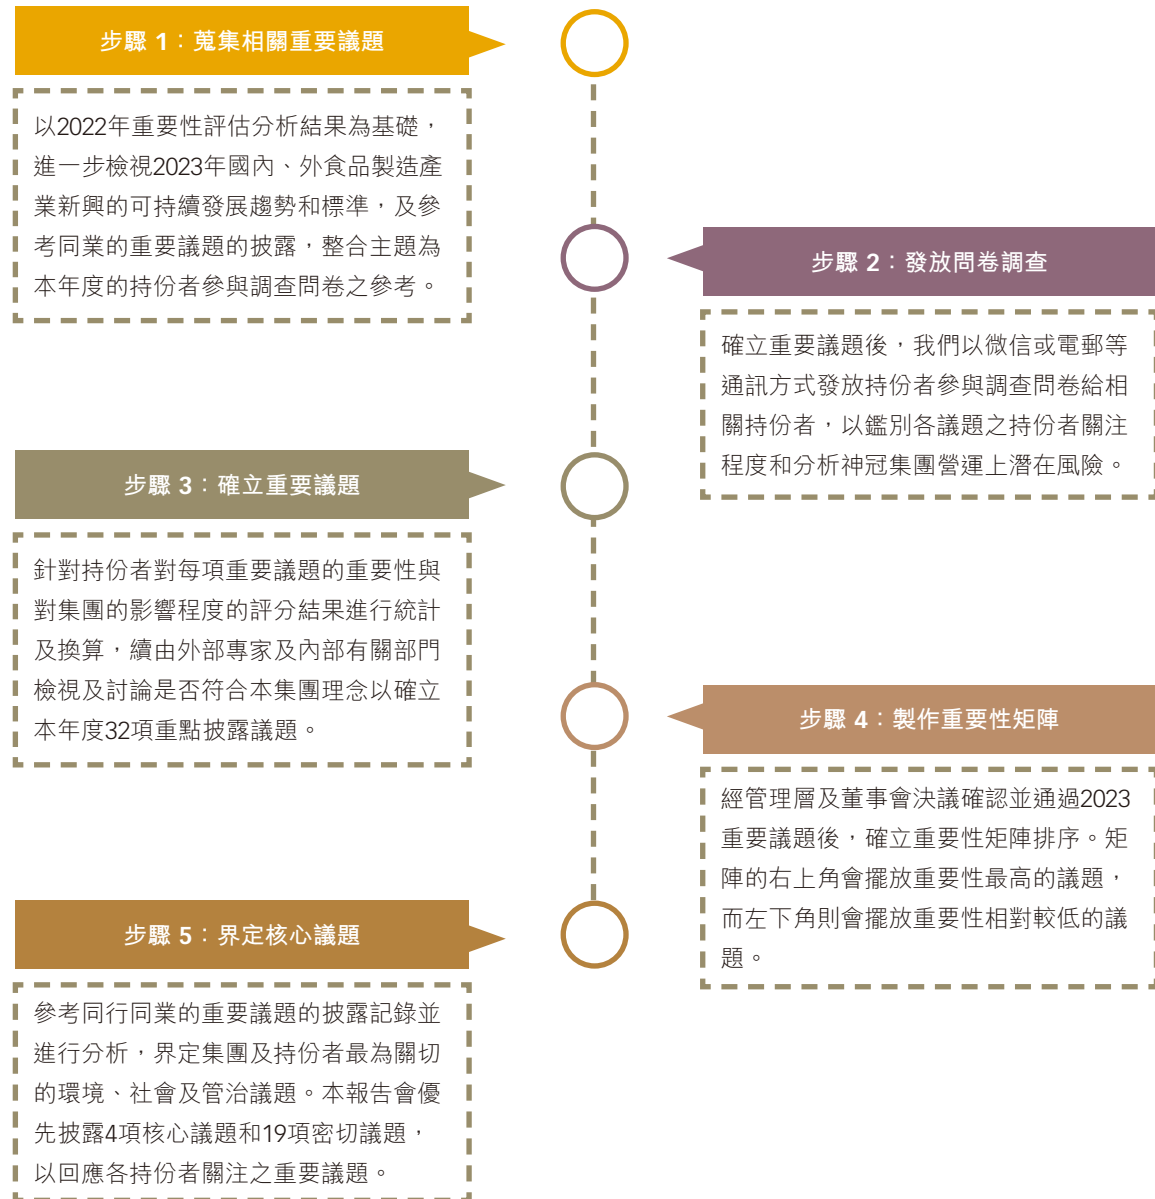 步驟 1：蒐集相關重要議題
以2022年重要性評估分析結果為基礎，
進一步檢視2023年國內、外食品製造產
業新興的可持續發展趨勢和標準，及參
考同業的重要議題的披露，整合主題為
本年度的持份者參與調查問卷之參考。
步驟 2：發放問卷調查
確立重要議題後，我們以微信或電郵等
通訊方式發放持份者參與調查問卷給相
關持份者，以鑑別各議題之持份者關注
程度和分析神冠集團營運上潛在風險。
步驟 3：確立重要議題
針對持份者對每項重要議題的重要性與
對集團的影響程度的評分結果進行統計
及換算，續由外部專家及內部有關部門
檢視及討論是否符合本集團理念以確立
本年度32項重點披露議題。
步驟 4：製作重要性矩陣
經管理層及董事會決議確認並通過2023
重要議題後，確立重要性矩陣排序。矩
陣的右上角會擺放重要性最高的議題，
而左下角則會擺放重要性相對較低的議
題。
步驟 5：界定核心議題
參考同行同業的重要議題的披露記錄並
進行分析，界定集團及持份者最為關切
的環境、社會及管治議題。本報告會優
先披露4項核心議題和19項密切議題，
以回應各持份者關注之重要議題。